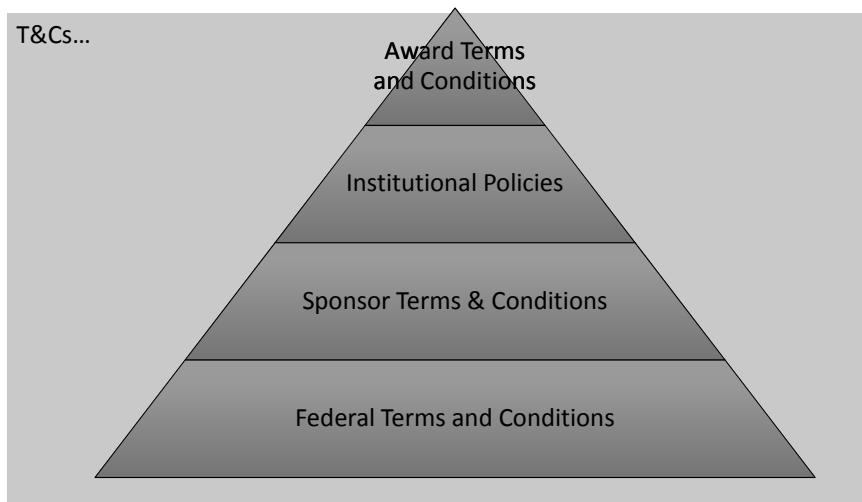 T&Cs...
Award Terms
and Conditions
Institutional Policies
Sponsor Terms & Conditions
Federal Terms and Conditions